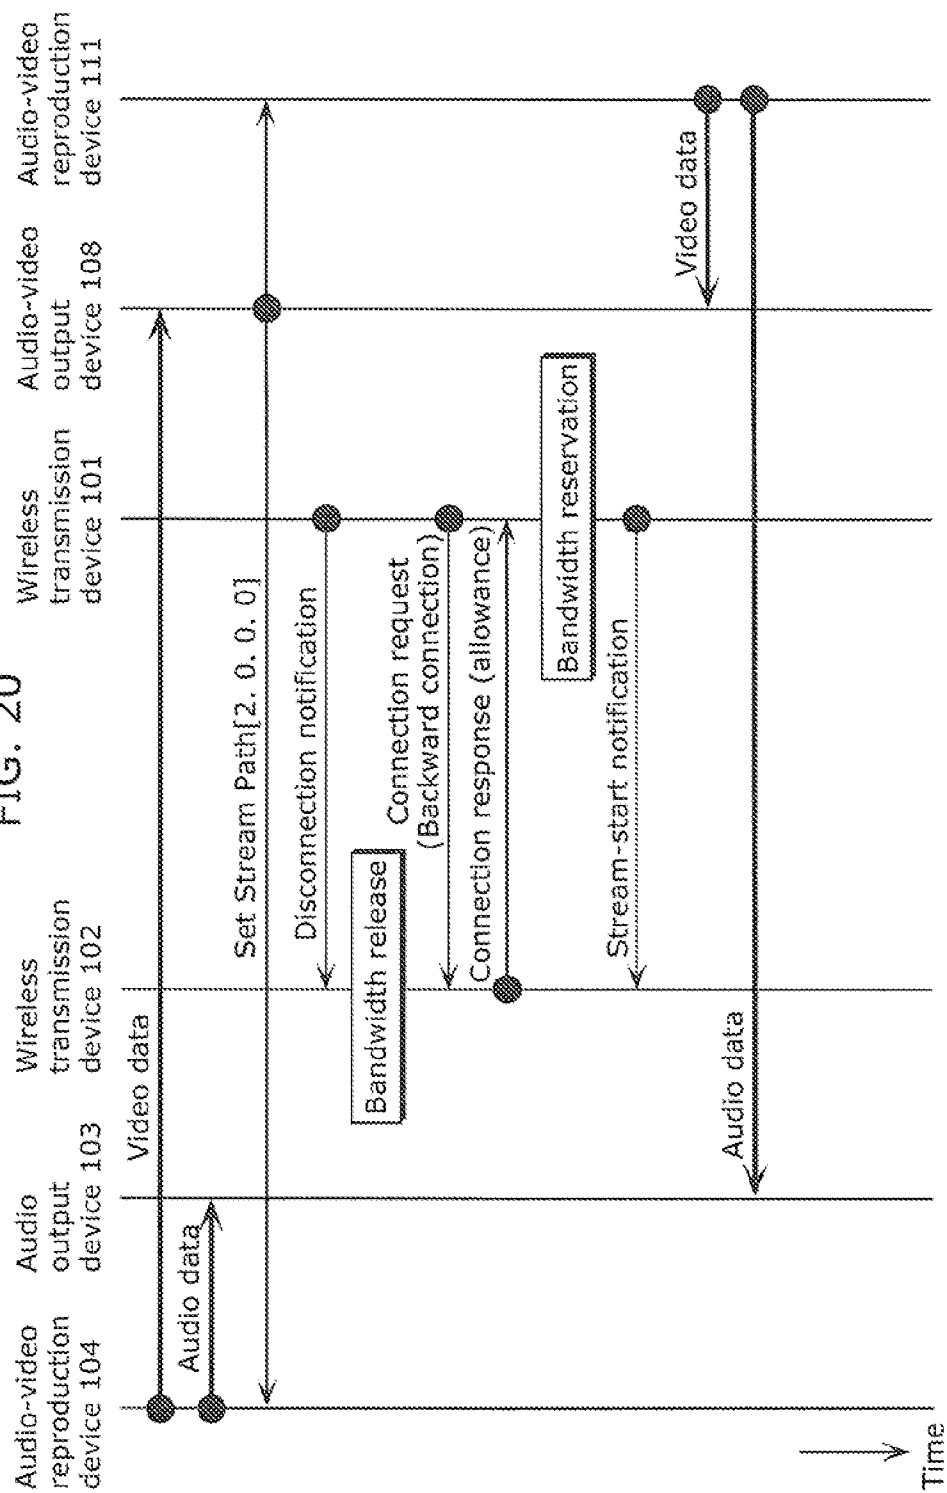 FIG. 20
Audio-video
reproduction
device 104
Audio
output
device 103
Wireless
transmission
device 102
Wireless
transmission
device 101
Audio-video
output
device 108
Audio-video
reproduction
device 111
Video data
Audio data
Set Stream Path[2. 0. 0. 0]
Disconnection notification
Bandwidth release
Connection request
(Backward connection)
Connection response (allowance)
Bandwidth reservation
Stream-start notification
Video data
Audio data
Time